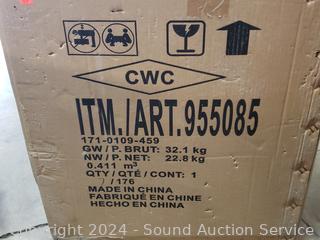 CWC
ITM./ART.955085
171-0109-459
GW / P. BRUT: 32.1 kg
NW / P. NET: 22.8 kg
0.411 m³
QTY / QTÉ / CONT: 1
/ 176
MADE IN CHINA
FABRIQUÉ EN CHINE
HECHO EN CHINA
Copyright 2024 - Sound Auction Service